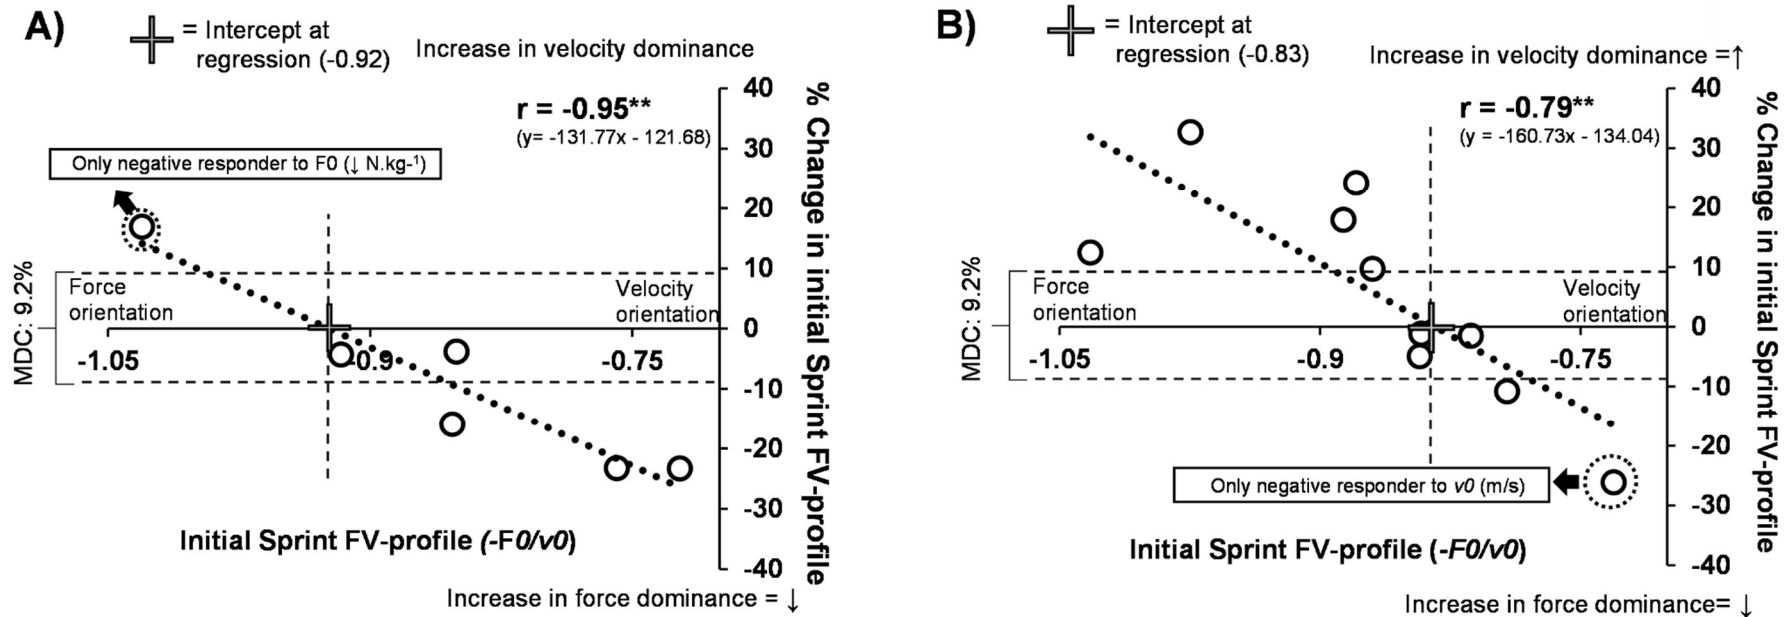 A)
= Intercept at
regression (-0.92)
Increase in velocity dominance
r = -0.95**
(y= -131.77x - 121.68)
Only negative responder to F0 (↓ N.kg-1)
MDC: 9.2%
Force
orientation
Velocity
orientation
-1.05
-0.9
-0.75
40
30
20
10
0
-10
-20
-30
-40
% Change in initial Sprint FV-profile
Initial Sprint FV-profile (-F0/v0)
Increase in force dominance = ↓
B)
= Intercept at
regression (-0.83)
Increase in velocity dominance =↑
r = -0.79**
(y = -160.73x - 134.04)
MDC: 9.2%
Force
orientation
Velocity
orientation
-1.05
-0.9
-0.75
40
30
20
10
0
-10
-20
-30
-40
% Change in initial Sprint FV-profile
Only negative responder to v0 (m/s)
Initial Sprint FV-profile (-F0/v0)
Increase in force dominance= ↓